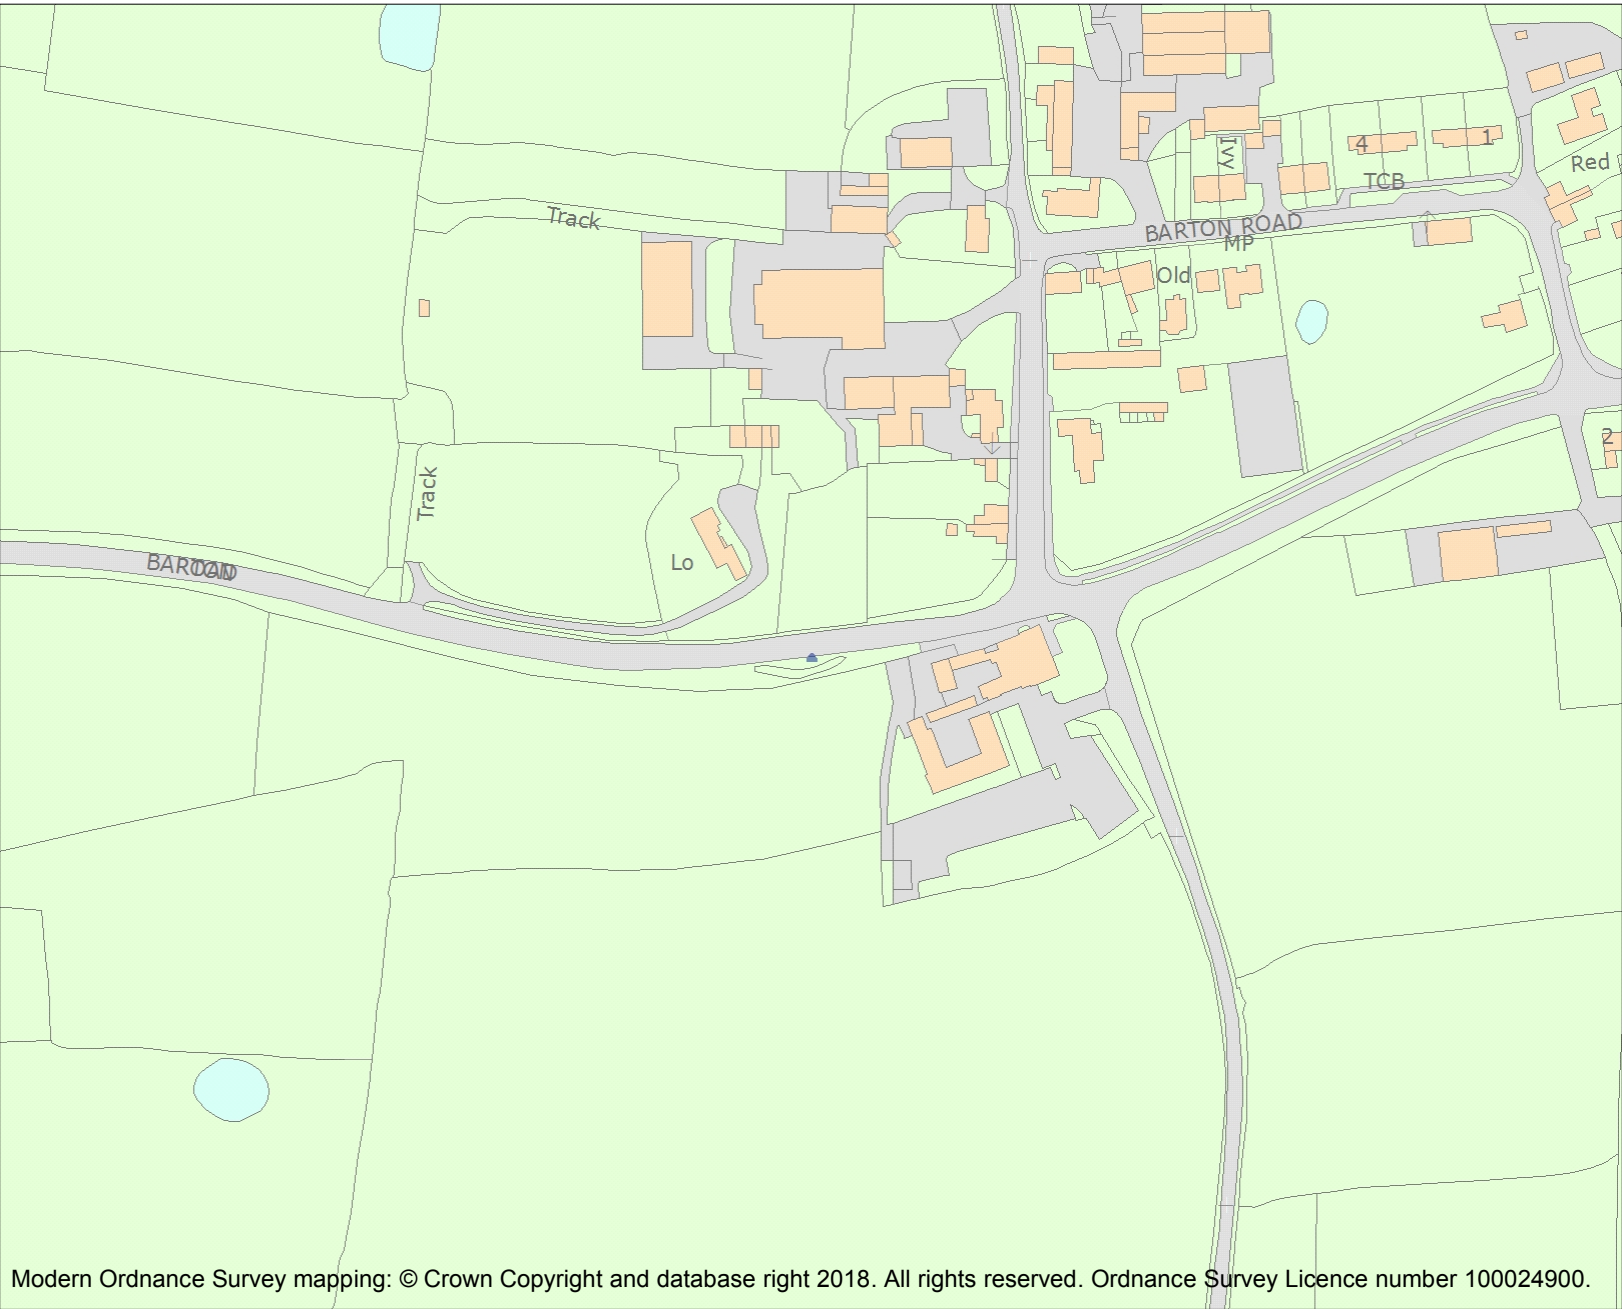 Ivy
4
1
Red
TCB
Track
BARTON ROAD
MP
Old
2
Track
Lo
BARTON
Modern Ordnance Survey mapping: © Crown Copyright and database right 2018. All rights reserved. Ordnance Survey Licence number 100024900.